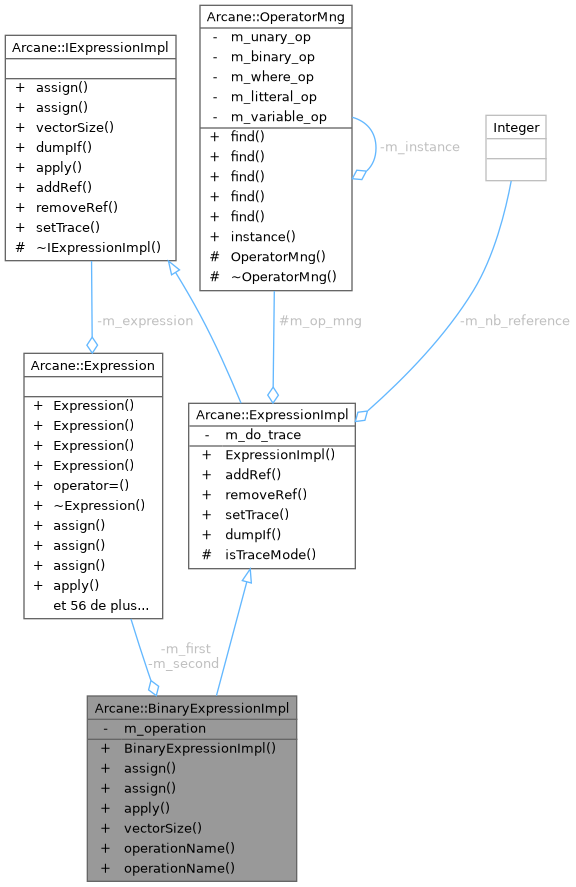 Arcane::OperatorMng
- m_unary_op
- m_binary_op
- m_where_op
- m_litteral_op
- m_variable_op
+ find()
+ find()
+ find()
+ find()
+ find()
+ instance()
# OperatorMng()
# ~OperatorMng()
-m_instance
Arcane::IExpressionImpl
+ assign()
+ assign()
+ vectorSize()
+ dumpIf()
+ apply()
+ addRef()
+ removeRef()
+ setTrace()
# ~IExpressionImpl()
Integer
-m_expression
#m_op_mng
-m_nb_reference
Arcane::Expression
+ Expression()
+ Expression()
+ Expression()
+ Expression()
+ operator=()
+ ~Expression()
+ assign()
+ assign()
+ assign()
+ apply()
et 56 de plus...
Arcane::ExpressionImpl
- m_do_trace
+ ExpressionImpl()
+ addRef()
+ removeRef()
+ setTrace()
+ dumpIf()
# isTraceMode()
-m_first
-m_second
Arcane::BinaryExpressionImpl
- m_operation
+ BinaryExpressionImpl()
+ assign()
+ assign()
+ apply()
+ vectorSize()
+ operationName()
+ operationName()